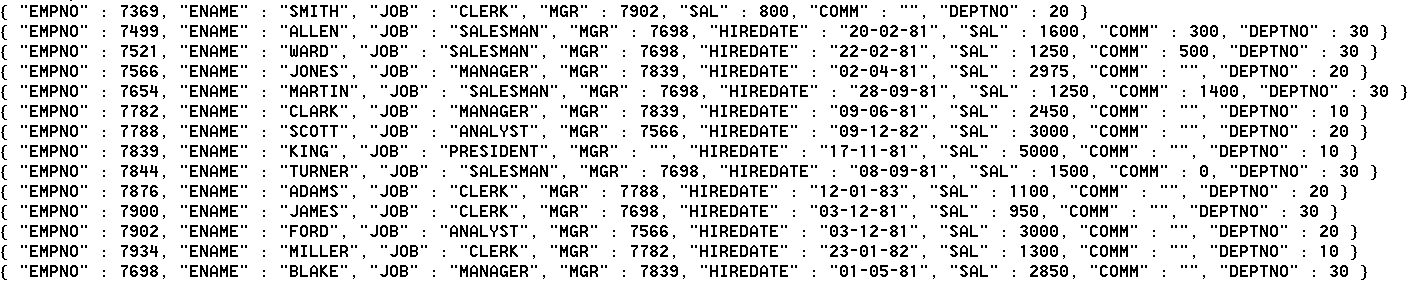 { "EMPNO" : 7369, "ENAME" : "SMITH", "JOB" : "CLERK", "MGR" : 7902, "SAL" : 800, "COMM" : "", "DEPTNO" : 20 }
{ "EMPNO" : 7499, "ENAME" : "ALLEN", "JOB" : "SALESMAN", "MGR" : 7698, "HIREDATE" : "20-02-81", "SAL" : 1600, "COMM" : 300, "DEPTNO" : 30 }
{ "EMPNO" : 7521, "ENAME" : "WARD", "JOB" : "SALESMAN", "MGR" : 7698, "HIREDATE" : "22-02-81", "SAL" : 1250, "COMM" : 500, "DEPTNO" : 30 }
{ "EMPNO" : 7566, "ENAME" : "JONES", "JOB" : "MANAGER", "MGR" : 7839, "HIREDATE" : "02-04-81", "SAL" : 2975, "COMM" : "", "DEPTNO" : 20 }
{ "EMPNO" : 7654, "ENAME" : "MARTIN", "JOB" : "SALESMAN", "MGR" : 7698, "HIREDATE" : "28-09-81", "SAL" : 1250, "COMM" : 1400, "DEPTNO" : 30 }
{ "EMPNO" : 7782, "ENAME" : "CLARK", "JOB" : "MANAGER", "MGR" : 7839, "HIREDATE" : "09-06-81", "SAL" : 2450, "COMM" : "", "DEPTNO" : 10 }
{ "EMPNO" : 7788, "ENAME" : "SCOTT", "JOB" : "ANALYST", "MGR" : 7566, "HIREDATE" : "09-12-82", "SAL" : 3000, "COMM" : "", "DEPTNO" : 20 }
{ "EMPNO" : 7839, "ENAME" : "KING", "JOB" : "PRESIDENT", "MGR" : "", "HIREDATE" : "17-11-81", "SAL" : 5000, "COMM" : "", "DEPTNO" : 10 }
{ "EMPNO" : 7844, "ENAME" : "TURNER", "JOB" : "SALESMAN", "MGR" : 7698, "HIREDATE" : "08-09-81", "SAL" : 1500, "COMM" : 0, "DEPTNO" : 30 }
{ "EMPNO" : 7876, "ENAME" : "ADAMS", "JOB" : "CLERK", "MGR" : 7788, "HIREDATE" : "12-01-83", "SAL" : 1100, "COMM" : "", "DEPTNO" : 20 }
{ "EMPNO" : 7900, "ENAME" : "JAMES", "JOB" : "CLERK", "MGR" : 7698, "HIREDATE" : "03-12-81", "SAL" : 950, "COMM" : "", "DEPTNO" : 30 }
{ "EMPNO" : 7902, "ENAME" : "FORD", "JOB" : "ANALYST", "MGR" : 7566, "HIREDATE" : "03-12-81", "SAL" : 3000, "COMM" : "", "DEPTNO" : 20 }
{ "EMPNO" : 7934, "ENAME" : "MILLER", "JOB" : "CLERK", "MGR" : 7782, "HIREDATE" : "23-01-82", "SAL" : 1300, "COMM" : "", "DEPTNO" : 10 }
{ "EMPNO" : 7698, "ENAME" : "BLAKE", "JOB" : "MANAGER", "MGR" : 7839, "HIREDATE" : "01-05-81", "SAL" : 2850, "COMM" : "", "DEPTNO" : 30 }